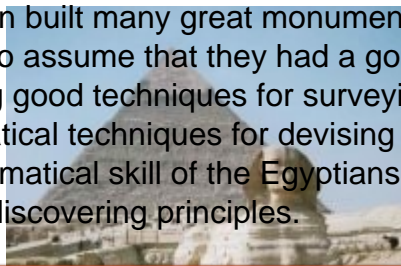 n built many great monumen
o assume that they had a go
g good techniques for surveyi
tical techniques for devising
matical skill of the Egyptians
discovering principles.